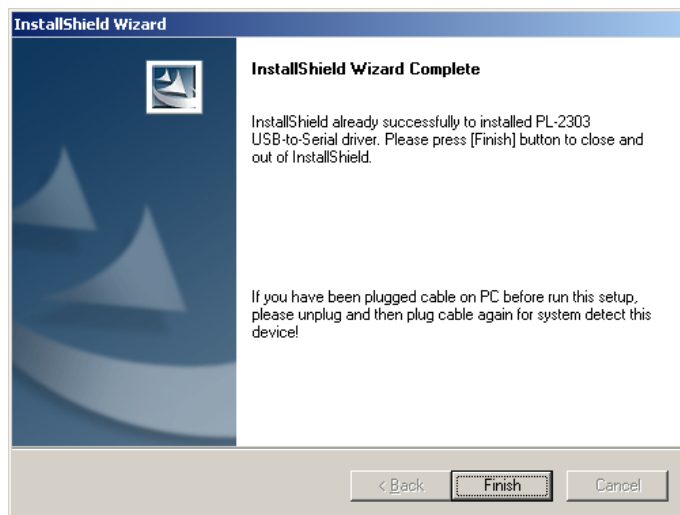 InstallShield Wizard
InstallShield Wizard Complete
InstallShield already successfully to installed PL-2303
USB-to-Serial driver. Please press [Finish] button to close and
out of InstallShield.
If you have been plugged cable on PC before run this setup,
please unplug and then plug cable again for system detect this
device!
< Back
Finish
Cancel